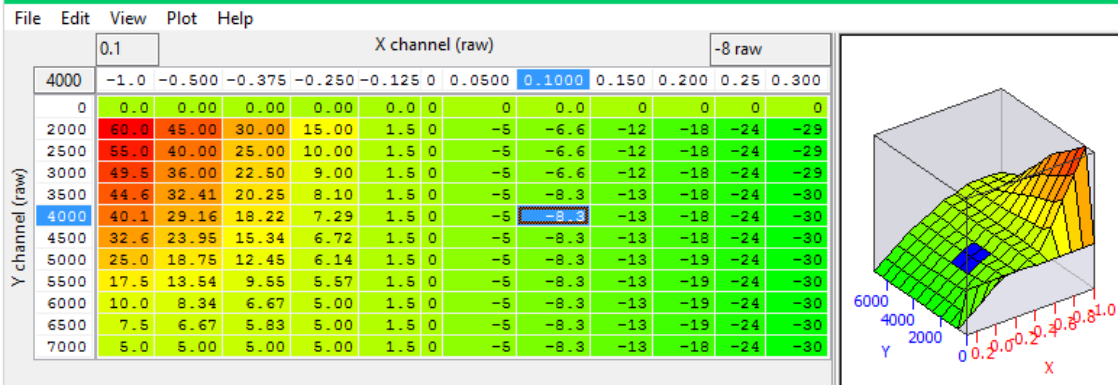 File Edit View Plot Help
0.1 X channel (raw) -8 raw
4000 -1.0 -0.500 -0.375 -0.250 -0.125 0 0.0500 0.1000 0.150 0.200 0.25 0.300
0 0.0 0.00 0.00 0.00 0.0 0 0 0.0 0 0 0 0
2000 60.0 45.00 30.00 15.00 1.5 0 -5 -6.6 -12 -18 -24 -29
2500 55.0 40.00 25.00 10.00 1.5 0 -5 -6.6 -12 -18 -24 -29
3000 49.5 36.00 22.50 9.00 1.5 0 -5 -6.6 -12 -18 -24 -29
3500 44.6 32.41 20.25 8.10 1.5 0 -5 -8.3 -13 -18 -24 -30
4000 40.1 29.16 18.22 7.29 1.5 0 -5 -8.3 -13 -18 -24 -30
4500 32.6 23.95 15.34 6.72 1.5 0 -5 -8.3 -13 -18 -24 -30
5000 25.0 18.75 12.45 6.14 1.5 0 -5 -8.3 -13 -18 -24 -30
5500 17.5 13.54 9.55 5.57 1.5 0 -5 -8.3 -13 -19 -24 -30
6000 10.0 8.34 6.67 5.00 1.5 0 -5 -8.3 -13 -19 -24 -30
6500 7.5 6.67 5.83 5.00 1.5 0 -5 -8.3 -13 -19 -24 -30
7000 5.0 5.00 5.00 5.00 1.5 0 -5 -8.3 -13 -19 -24 -30
Y channel (raw)
6000
4000
2000
0
Y
0.2 0.0 -0.2 0.4 0.6 0.8 1.0
X